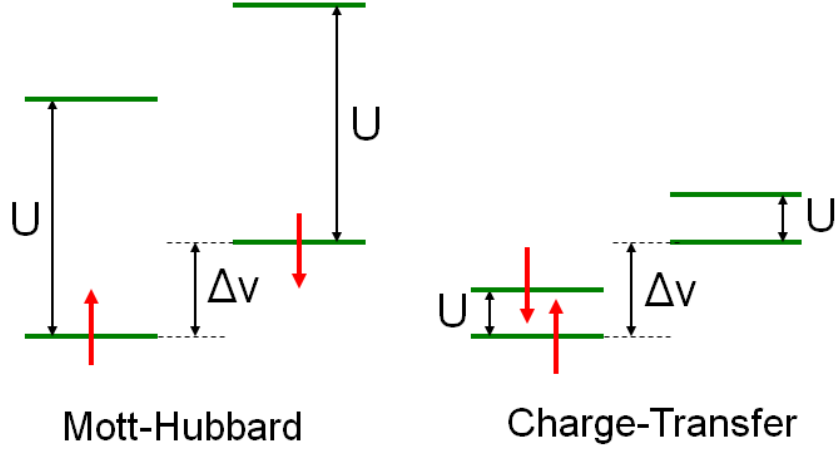 U
U
Δv
U
Δv
U
Mott-Hubbard
Charge-Transfer